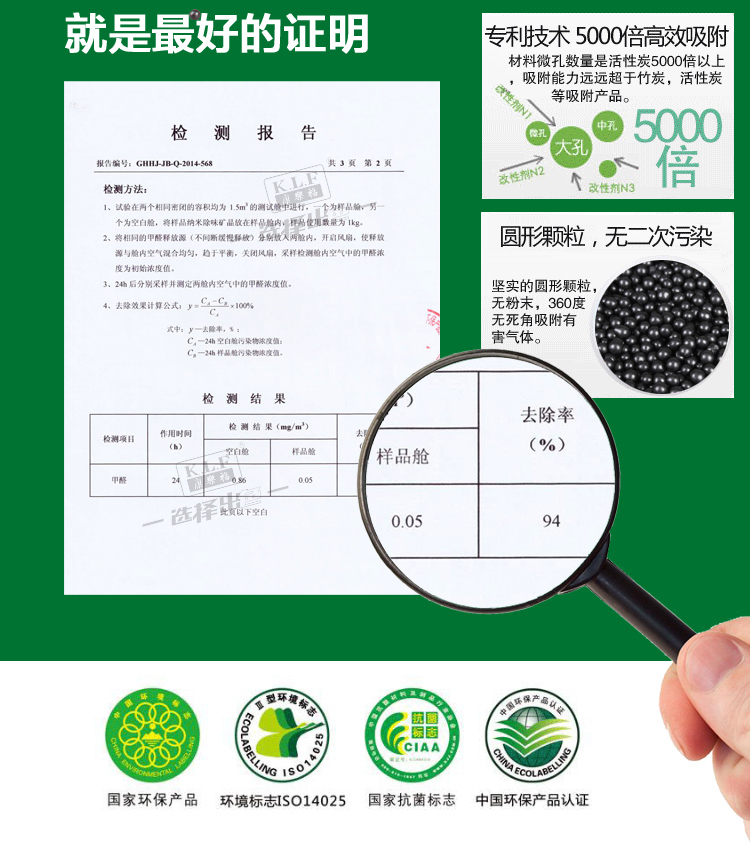 就是最好的证明
检 测 报 告
报告编号：GHHJ-JB-Q-2014-568
共 3 页 第 2 页
检测方法：
1、试验在两个相同密闭的容积均为 1.5m³的测试舱中进行，一个为样品舱，另一
个为空白舱，将样品纳米除味矿晶放在样品舱内，样品使用数量为 1kg。
2、将相同的甲醛释放源（不间断缓慢释放）分别放入两舱内，开启风扇，使释放
源与舱内空气混合均匀，趋于平衡，关闭风扇，采样检测舱内空气中的甲醛浓
度为初始浓度值。
3、24h 后分别采样并测定两舱内空气中的甲醛浓度值。
4、去除效果计算公式：y=(C_A−C_B)/C_A×100%
式中：y—去除率，%；
C_A—24h 空白舱污染物浓度值；
C_B—24h 样品舱污染物浓度值。
KLF
选择出
检 测 结 果
检测项目
作用时间
（h）
检 测 结 果（mg/m³）
空白舱
样品舱
甲醛
24
0.86
0.05
此页以下空白
KLF
选择出
样品舱
去除率
（%）
0.05
94
专利技术 5000倍高效吸附
材料微孔数量是活性炭5000倍以上
，吸附能力远远超于竹炭，活性炭
等吸附产品。
改性剂N1
微孔
大孔
中孔
改性剂N2
改性剂N3
5000
倍
圆形颗粒，无二次污染
坚实的圆形颗粒，
无粉末，360度
无死角吸附有
害气体。
中国环境标志
CHINA ENVIRONMENTAL LABELLING
国家环保产品
III型环境标志
ECOLABELLING ISO14025
环境标志ISO14025
抗菌
标志
CIAA
国家抗菌标志
中国环保产品认证
CHINA ECOLABELLING
中国环保产品认证